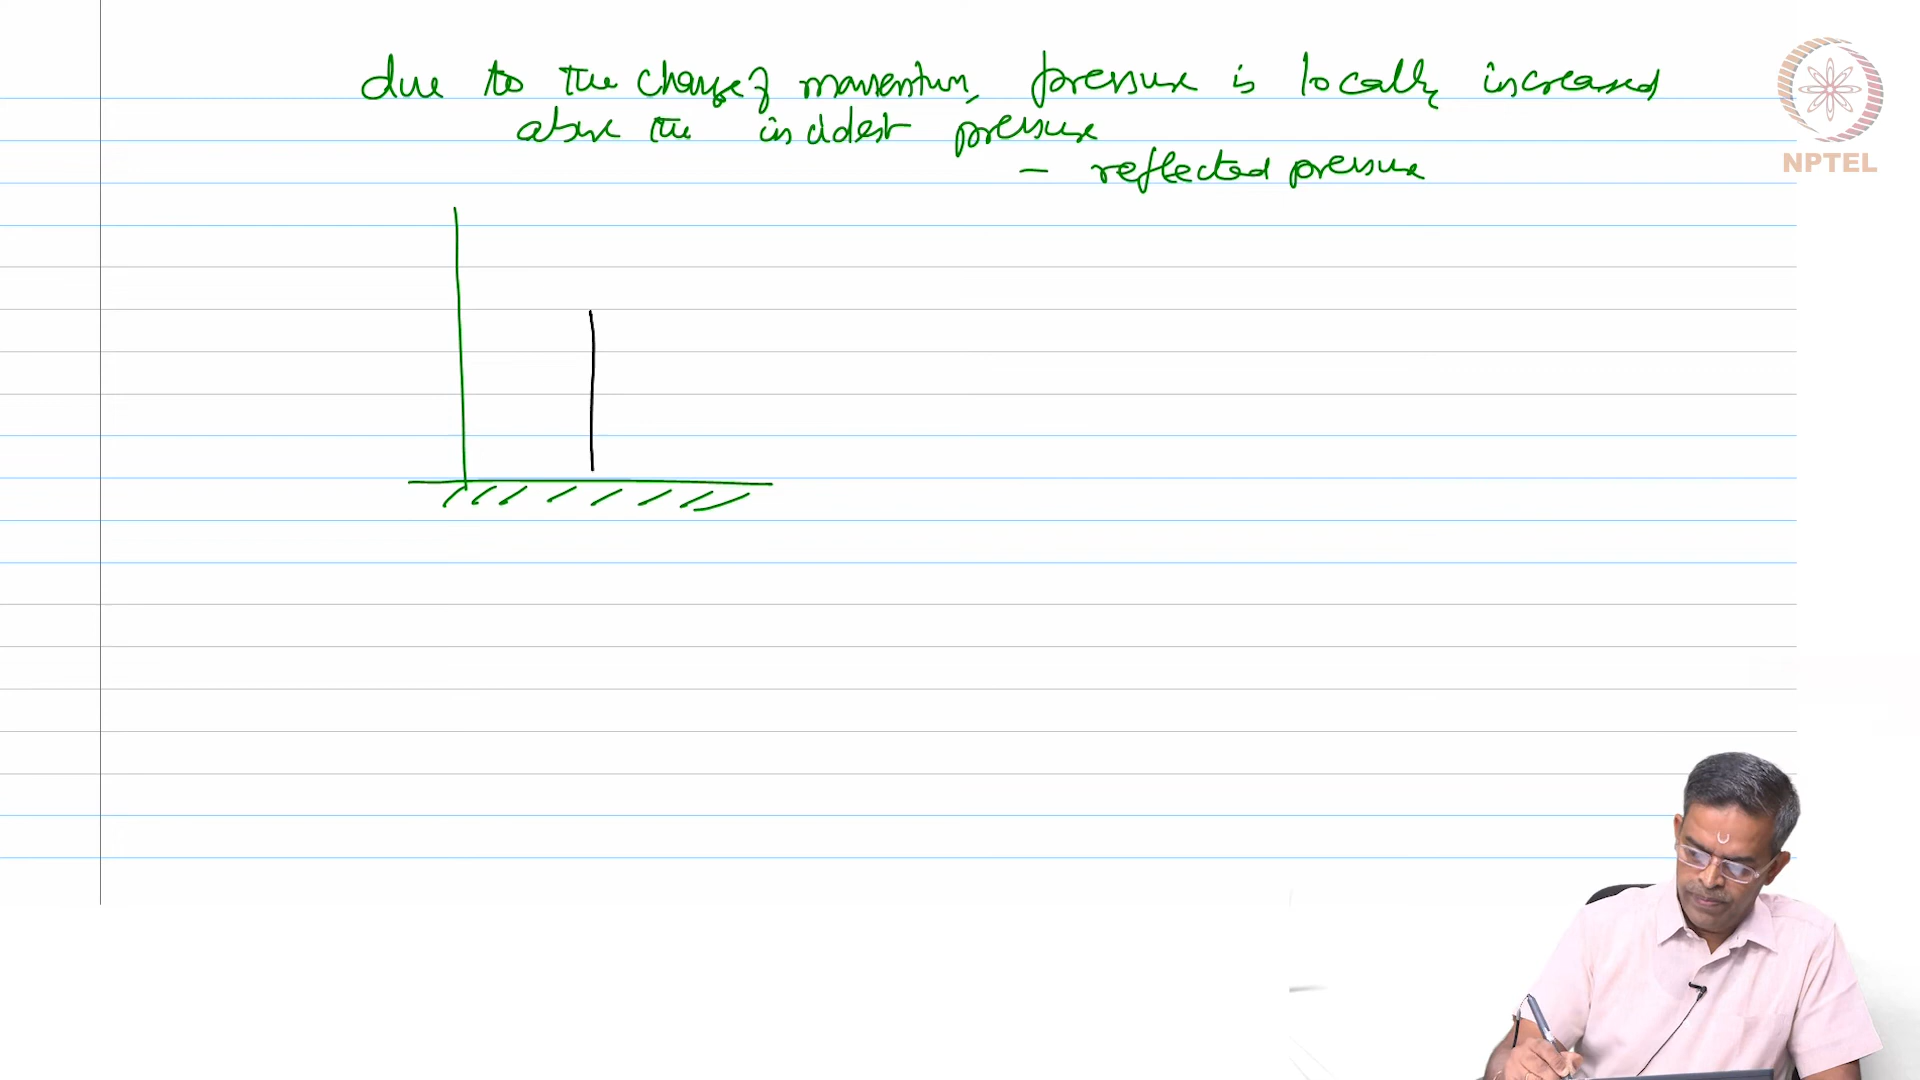 due to the change of momentum, pressure is locally increased
above the incident pressure
- reflected pressure
NPTEL